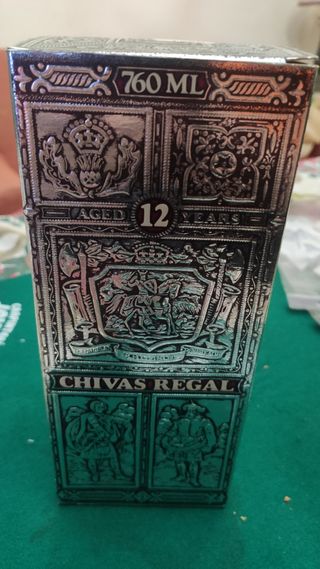 760 ML
AGED 12 YEARS
CHIVAS REGAL